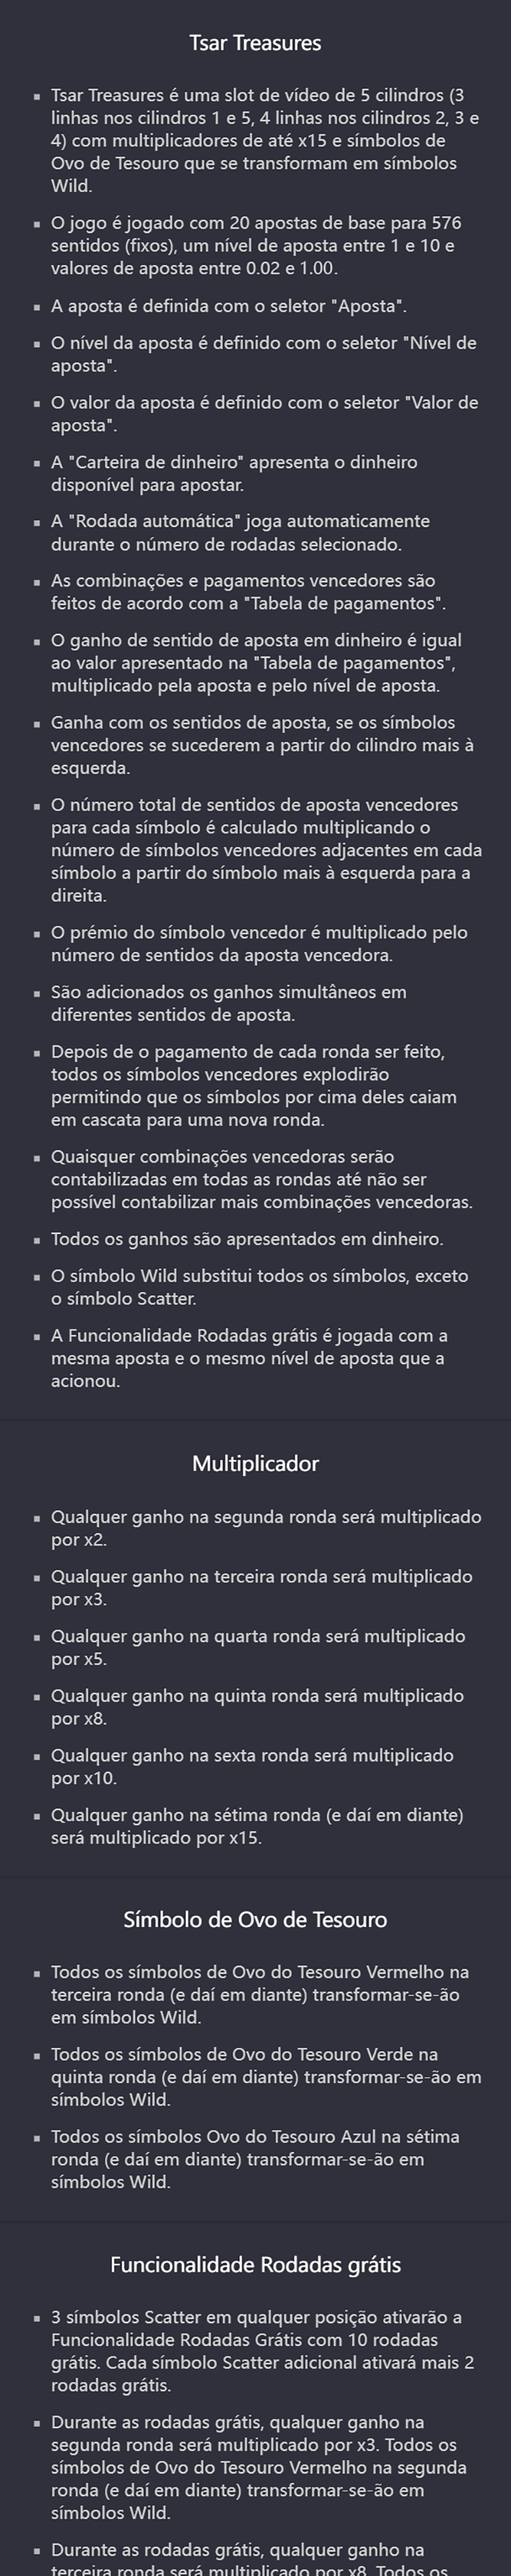 Tsar Treasures
▪ Tsar Treasures é uma slot de vídeo de 5 cilindros (3
linhas nos cilindros 1 e 5, 4 linhas nos cilindros 2, 3 e
4) com multiplicadores de até x15 e símbolos de
Ovo de Tesouro que se transformam em símbolos
Wild.
▪ O jogo é jogado com 20 apostas de base para 576
sentidos (fixos), um nível de aposta entre 1 e 10 e
valores de aposta entre 0.02 e 1.00.
▪ A aposta é definida com o seletor "Aposta".
▪ O nível da aposta é definido com o seletor "Nível de
aposta".
▪ O valor da aposta é definido com o seletor "Valor de
aposta".
▪ A "Carteira de dinheiro" apresenta o dinheiro
disponível para apostar.
▪ A "Rodada automática" joga automaticamente
durante o número de rodadas selecionado.
▪ As combinações e pagamentos vencedores são
feitos de acordo com a "Tabela de pagamentos".
▪ O ganho de sentido de aposta em dinheiro é igual
ao valor apresentado na "Tabela de pagamentos",
multiplicado pela aposta e pelo nível de aposta.
▪ Ganha com os sentidos de aposta, se os símbolos
vencedores se sucederem a partir do cilindro mais à
esquerda.
▪ O número total de sentidos de aposta vencedores
para cada símbolo é calculado multiplicando o
número de símbolos vencedores adjacentes em cada
símbolo a partir do símbolo mais à esquerda para a
direita.
▪ O prémio do símbolo vencedor é multiplicado pelo
número de sentidos da aposta vencedora.
▪ São adicionados os ganhos simultâneos em
diferentes sentidos de aposta.
▪ Depois de o pagamento de cada ronda ser feito,
todos os símbolos vencedores explodirão
permitindo que os símbolos por cima deles caiam
em cascata para uma nova ronda.
▪ Quaisquer combinações vencedoras serão
contabilizadas em todas as rondas até não ser
possível contabilizar mais combinações vencedoras.
▪ Todos os ganhos são apresentados em dinheiro.
▪ O símbolo Wild substitui todos os símbolos, exceto
o símbolo Scatter.
▪ A Funcionalidade Rodadas grátis é jogada com a
mesma aposta e o mesmo nível de aposta que a
acionou.
Multiplicador
▪ Qualquer ganho na segunda ronda será multiplicado
por x2.
▪ Qualquer ganho na terceira ronda será multiplicado
por x3.
▪ Qualquer ganho na quarta ronda será multiplicado
por x5.
▪ Qualquer ganho na quinta ronda será multiplicado
por x8.
▪ Qualquer ganho na sexta ronda será multiplicado
por x10.
▪ Qualquer ganho na sétima ronda (e daí em diante)
será multiplicado por x15.
Símbolo de Ovo de Tesouro
▪ Todos os símbolos de Ovo do Tesouro Vermelho na
terceira ronda (e daí em diante) transformar-se-ão
em símbolos Wild.
▪ Todos os símbolos de Ovo do Tesouro Verde na
quinta ronda (e daí em diante) transformar-se-ão em
símbolos Wild.
▪ Todos os símbolos Ovo do Tesouro Azul na sétima
ronda (e daí em diante) transformar-se-ão em
símbolos Wild.
Funcionalidade Rodadas grátis
▪ 3 símbolos Scatter em qualquer posição ativarão a
Funcionalidade Rodadas Grátis com 10 rodadas
grátis. Cada símbolo Scatter adicional ativará mais 2
rodadas grátis.
▪ Durante as rodadas grátis, qualquer ganho na
segunda ronda será multiplicado por x3. Todos os
símbolos de Ovo do Tesouro Vermelho na segunda
ronda (e daí em diante) transformar-se-ão em
símbolos Wild.
▪ Durante as rodadas grátis, qualquer ganho na
terceira ronda será multiplicado por x8. Todos os